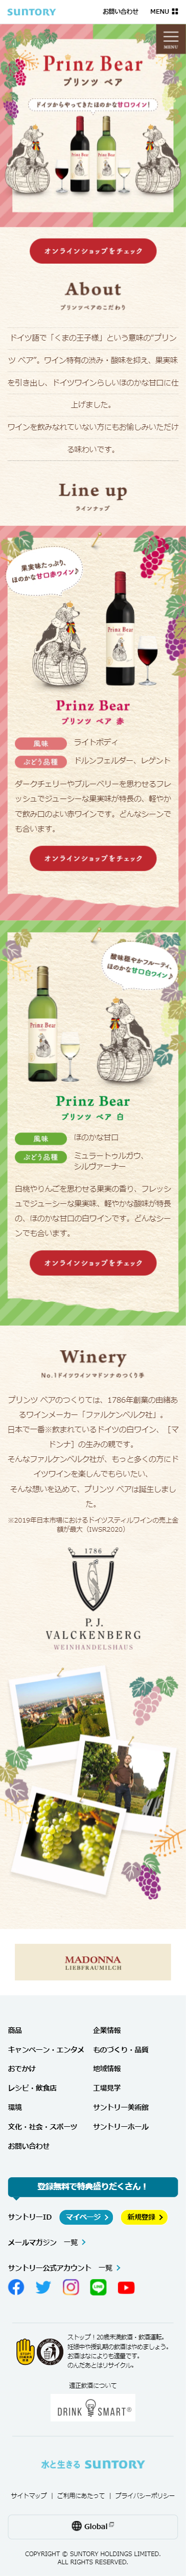 SUNTORY
お問い合わせ
MENU
MENU
Prinz Bear
プリンツ ベア
ドイツからやってきたほのかな甘口ワイン！
Prinz Bear
Prinz Bear
オンラインショップをチェック
About
プリンツベアのこだわり
ドイツ語で「くまの王子様」という意味の“プリン
ツ ベア”。ワイン特有の渋み・酸味を抑え、果実味
を引き出し、ドイツワインらしいほのかな甘口に仕
上げました。
ワインを飲みなれていない方にもお愉しみいただけ
る味わいです。
Line up
ラインナップ
果実味たっぷり、
ほのかな甘口赤ワイン♪
Prinz Bear
Prinz Bear
プリンツ ベア 赤
風味
ライトボディ
ぶどう品種
ドルンフェルダー、レゲント
ダークチェリーやブルーベリーを思わせるフレ
ッシュでジューシーな果実味が特長の、軽やか
で飲み口のよい赤ワインです。どんなシーンで
も合います。
オンラインショップをチェック
酸味穏やかフルーティ。
ほのかな甘口白ワイン♪
Prinz Bear
Prinz Bear
プリンツ ベア 白
風味
ほのかな甘口
ぶどう品種
ミュラートゥルガウ、
シルヴァーナー
白桃やりんごを思わせる果実の香り、フレッシ
ュでジューシーな果実味、軽やかな酸味が特長
の、ほのかな甘口の白ワインです。どんなシー
ンでも合います。
オンラインショップをチェック
Winery
No.1ドイツワインマドンナのつくり手
プリンツ ベアのつくりては、1786年創業の由緒あ
るワインメーカー「ファルケンベルク社」。
日本で一番※飲まれているドイツの白ワイン、［マ
ドンナ］の生みの親です。
そんなファルケンベルク社が、もっと多くの方にド
イツワインを楽しんでもらいたい、
そんな想いを込めて、プリンツ ベアは誕生しまし
た。
※2019年日本市場におけるドイツスティルワインの売上金
額が最大（IWSR2020）
1786
P.J.
VALCKENBERG
WEINHANDELSHAUS
MADONNA
LIEBFRAUMILCH
商品
企業情報
キャンペーン・エンタメ
ものづくり・品質
おでかけ
地域情報
レシピ・飲食店
工場見学
環境
サントリー美術館
文化・社会・スポーツ
サントリーホール
お問い合わせ
登録無料で特典盛りだくさん！
サントリーID
マイページ
新規登録
メールマガジン 一覧
サントリー公式アカウント 一覧
ストップ！20歳未満飲酒・飲酒運転。
妊娠中や授乳期の飲酒はやめましょう。
お酒はなによりも適量です。
のんだあとはリサイクル。
適正飲酒について
DRINK SMART®
水と生きる SUNTORY
サイトマップ | ご利用にあたって | プライバシーポリシー
Global
COPYRIGHT © SUNTORY HOLDINGS LIMITED.
ALL RIGHTS RESERVED.